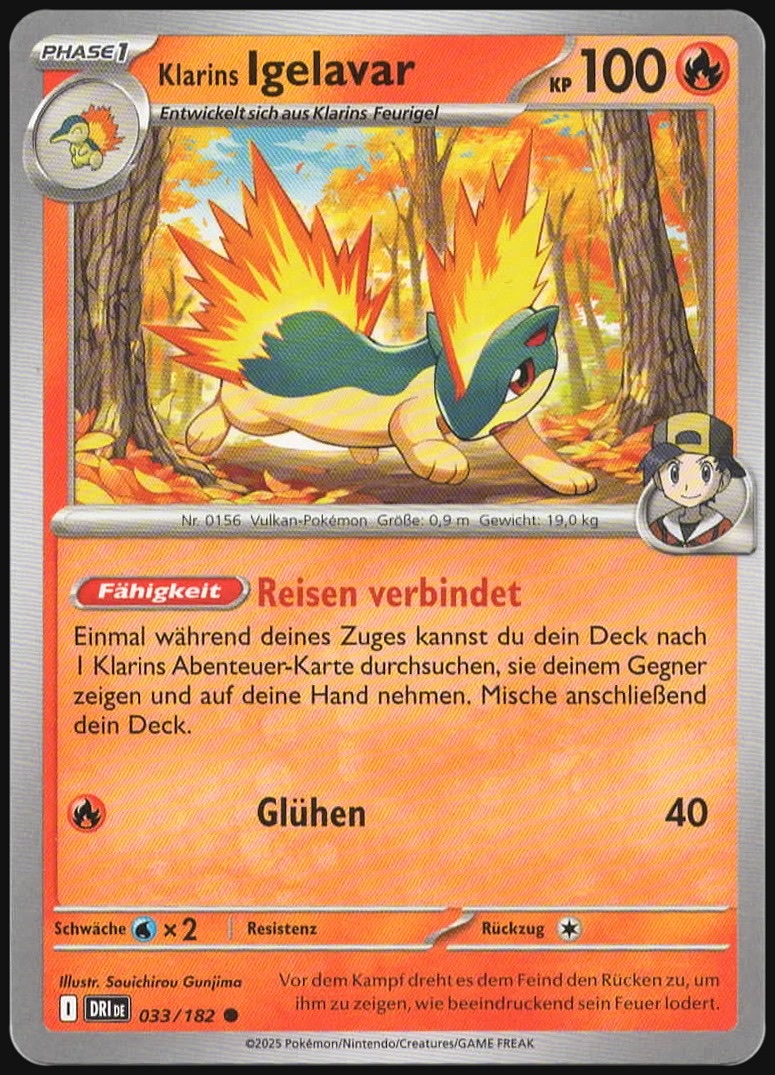 PHASE 1
Klarins Igelavar
KP 100
Entwickelt sich aus Klarins Feurigel
Nr. 0156 Vulkan-Pokémon Größe: 0,9 m Gewicht: 19,0 kg
Fähigkeit Reisen verbindet
Einmal während deines Zuges kannst du dein Deck nach
1 Klarins Abenteuer-Karte durchsuchen, sie deinem Gegner
zeigen und auf deine Hand nehmen. Mische anschließend
dein Deck.
Glühen 40
Schwäche ×2 Resistenz Rückzug
Illustr. Souichirou Gunjima
Vor dem Kampf dreht es dem Feind den Rücken zu, um
ihm zu zeigen, wie beeindruckend sein Feuer lodert.
I DRI DE 033/182
©2025 Pokémon/Nintendo/Creatures/GAME FREAK